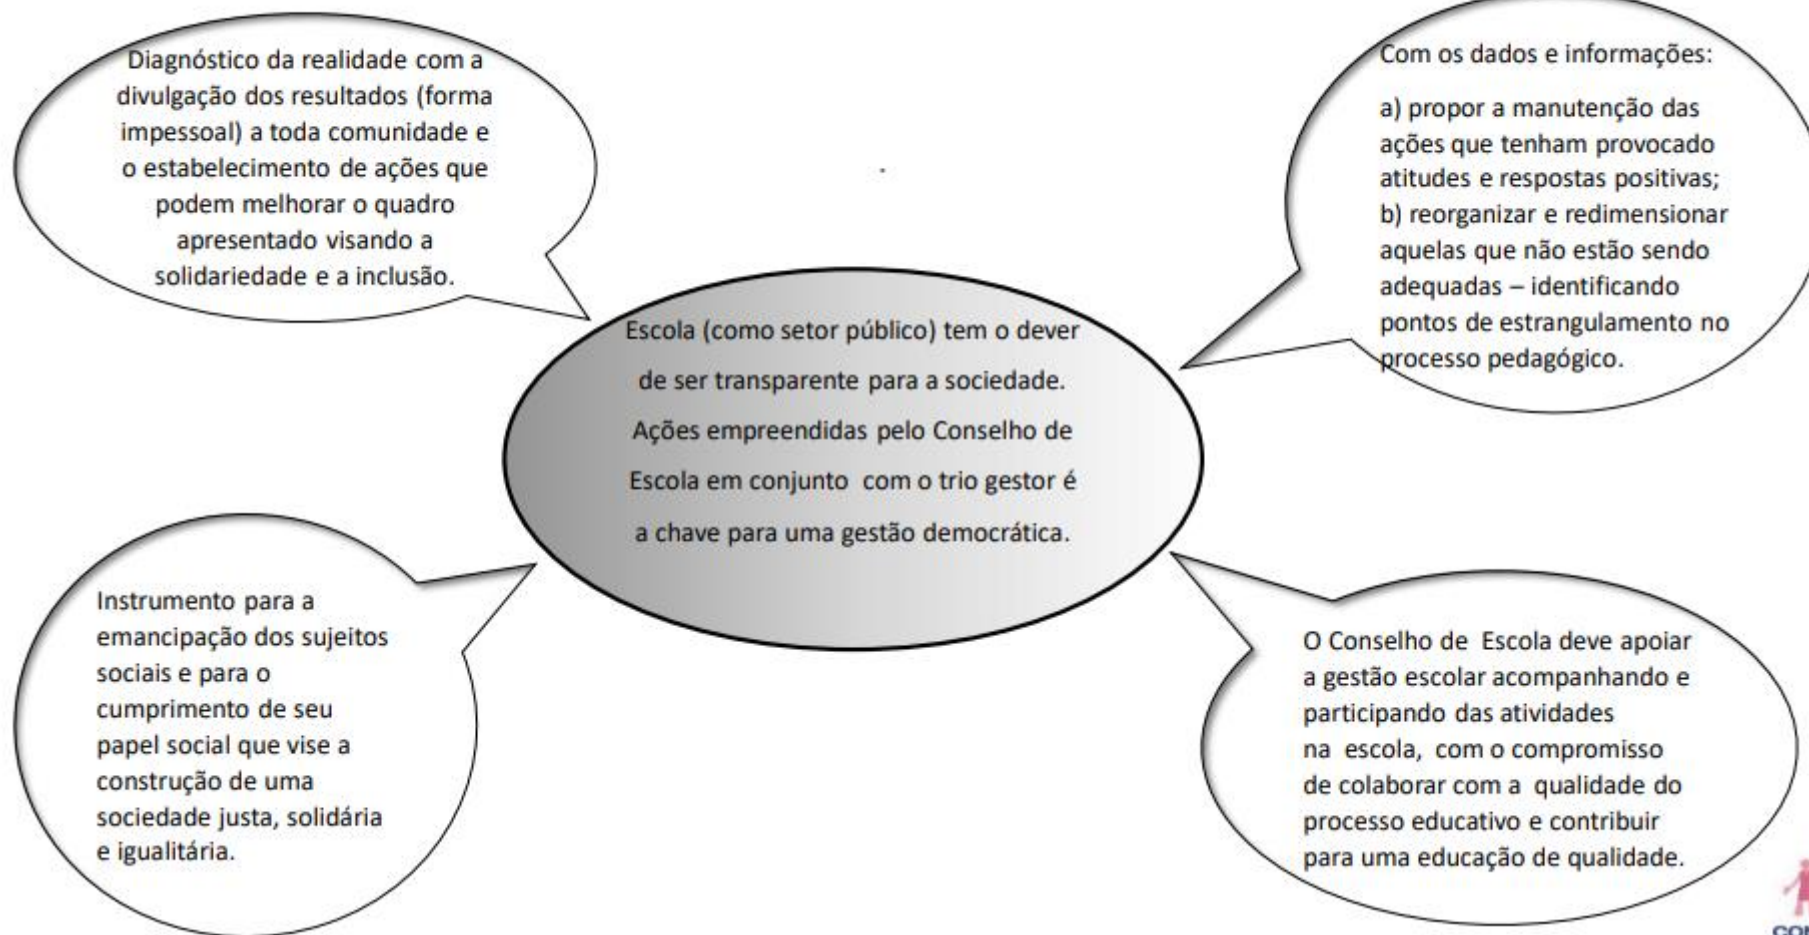 Diagnóstico da realidade com a
divulgação dos resultados (forma
impessoal) a toda comunidade e
o estabelecimento de ações que
podem melhorar o quadro
apresentado visando a
solidariedade e a inclusão.
Com os dados e informações:
a) propor a manutenção das
ações que tenham provocado
atitudes e respostas positivas;
b) reorganizar e redimensionar
aquelas que não estão sendo
adequadas – identificando
pontos de estrangulamento no
processo pedagógico.
Escola (como setor público) tem o dever
de ser transparente para a sociedade.
Ações empreendidas pelo Conselho de
Escola em conjunto com o trio gestor é
a chave para uma gestão democrática.
Instrumento para a
emancipação dos sujeitos
sociais e para o
cumprimento de seu
papel social que vise a
construção de uma
sociedade justa, solidária
e igualitária.
O Conselho de Escola deve apoiar
a gestão escolar acompanhando e
participando das atividades
na escola, com o compromisso
de colaborar com a qualidade do
processo educativo e contribuir
para uma educação de qualidade.